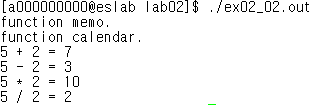 [a000000000@eslab lab02]$ ./ex02_02.out
function memo.
function calendar.
5 + 2 = 7
5 - 2 = 3
5 * 2 = 10
5 / 2 = 2